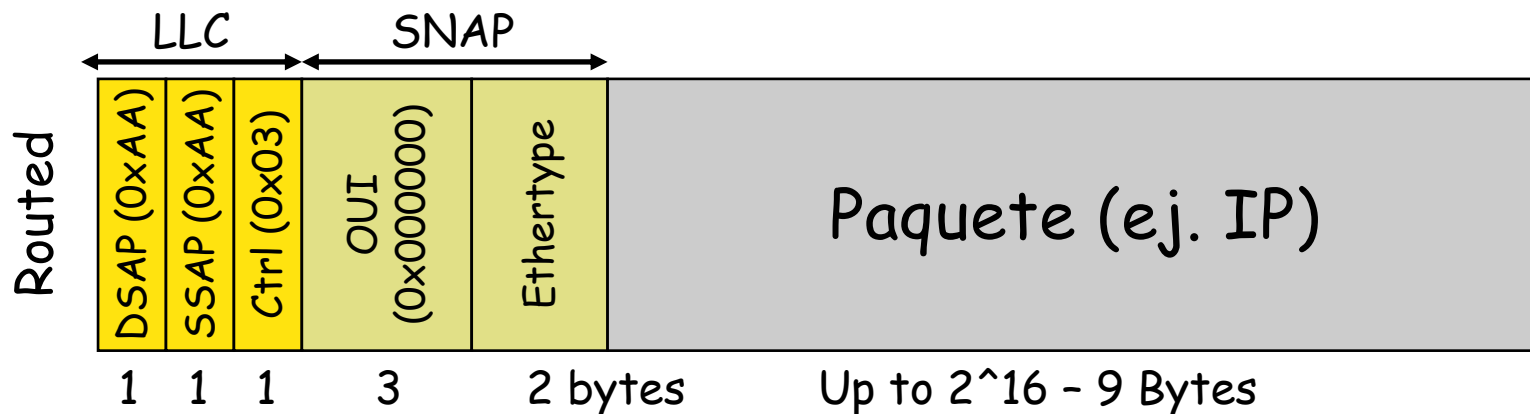 LLC
SNAP
Routed
DSAP (0xAA)
SSAP (0xAA)
Ctrl (0x03)
OUI
(0x000000)
Ethertype
Paquete (ej. IP)
1
1
1
3
2 bytes
Up to 2^16 – 9 Bytes